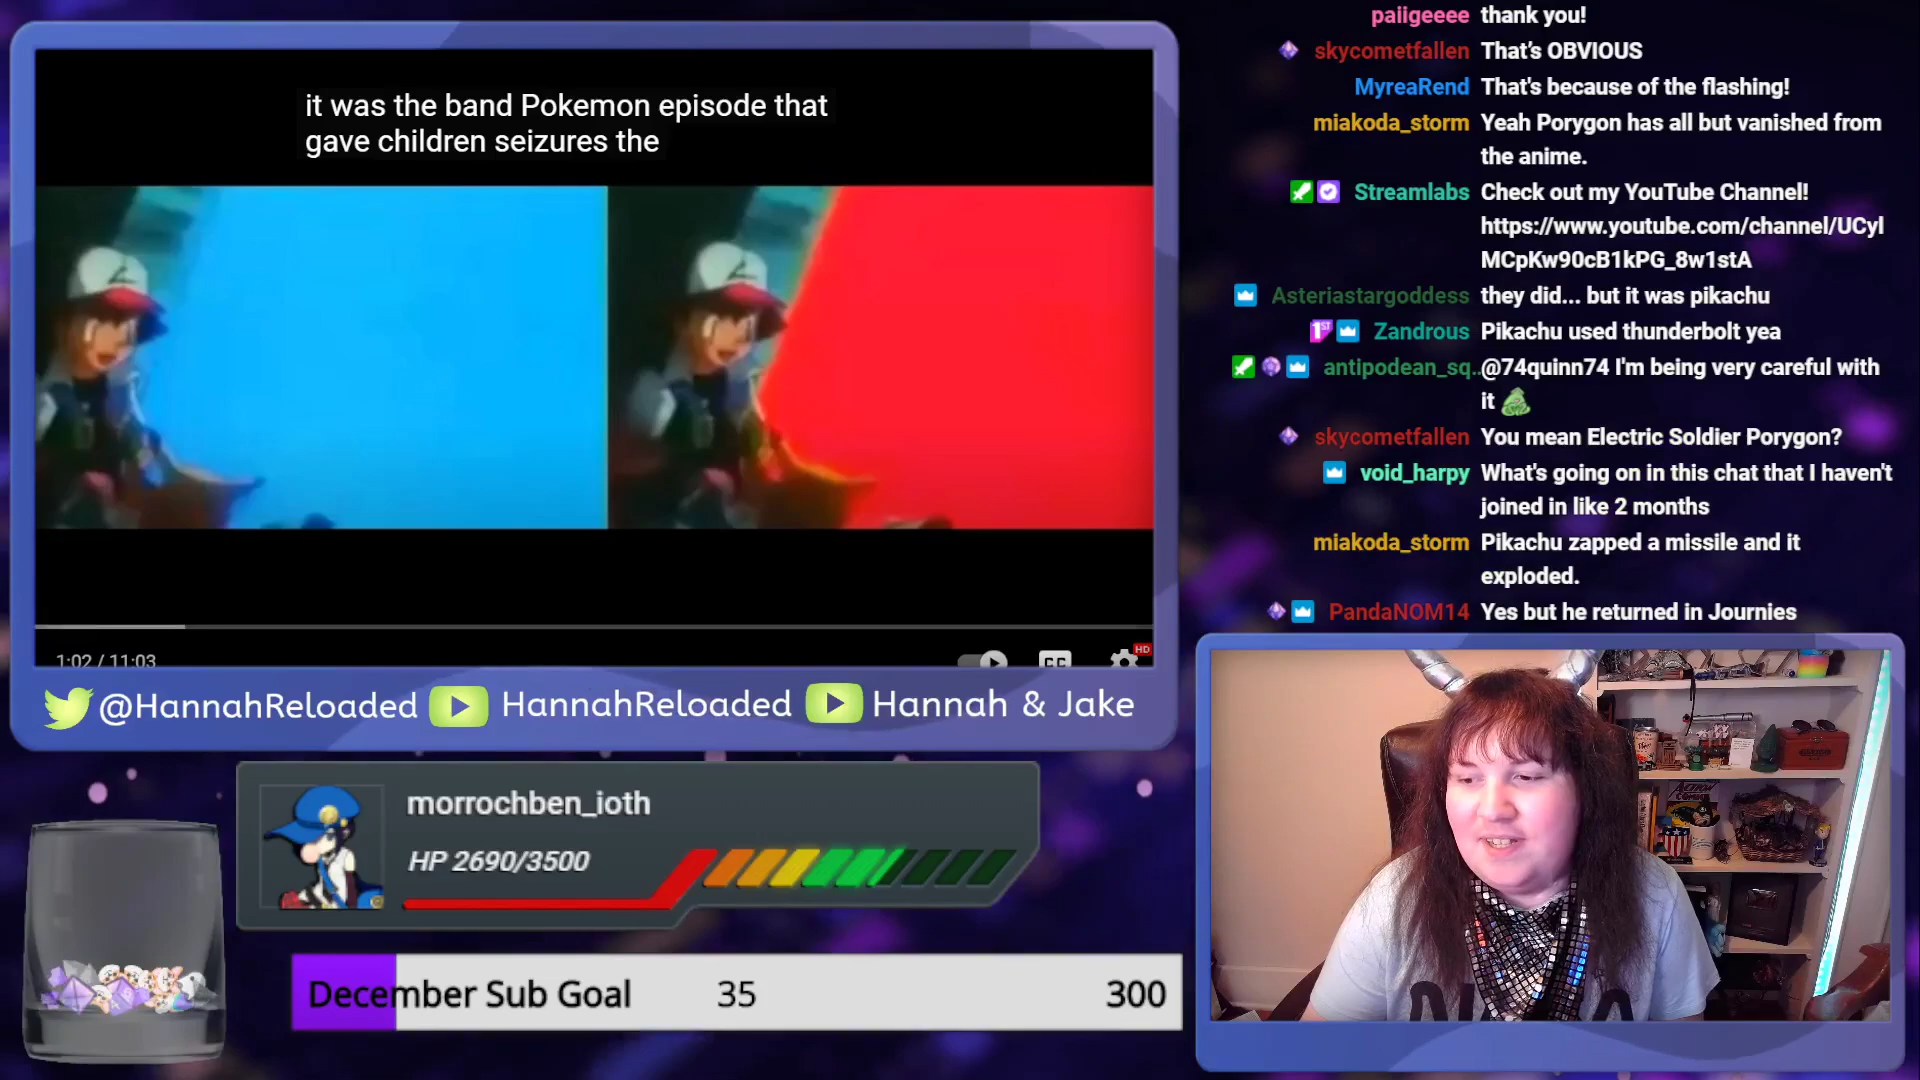 it was the band Pokemon episode that
gave children seizures the
1:02 / 11:03
CC
HD
@HannahReloaded
HannahReloaded
Hannah & Jake
morrochben_ioth
HP 2690/3500
December Sub Goal 35 300
paiigeeee thank you!
skycometfallen That's OBVIOUS
MyreaRend That's because of the flashing!
miakoda_storm Yeah Porygon has all but vanished from
the anime.
Streamlabs Check out my YouTube Channel!
https://www.youtube.com/channel/UCyl
MCpKw90cB1kPG_8w1stA
Asteriastargoddess they did... but it was pikachu
1ST Zandrous Pikachu used thunderbolt yea
antipodean_sq.. @74quinn74 I'm being very careful with
it
skycometfallen You mean Electric Soldier Porygon?
void_harpy What's going on in this chat that I haven't
joined in like 2 months
miakoda_storm Pikachu zapped a missile and it
exploded.
PandaNOM14 Yes but he returned in Journies
ACTION